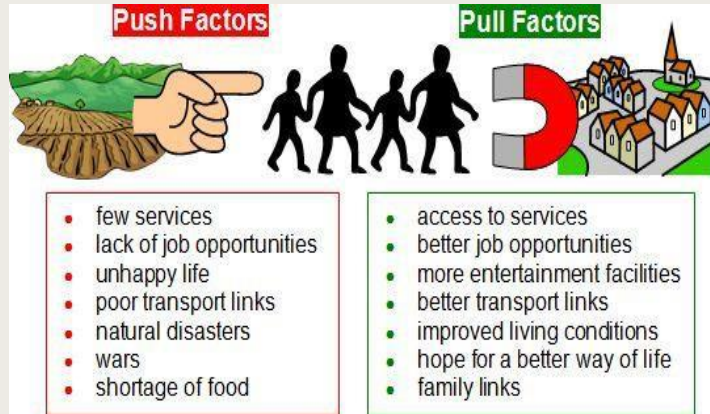 Push Factors
Pull Factors
few services
lack of job opportunities
unhappy life
poor transport links
natural disasters
wars
shortage of food
access to services
better job opportunities
more entertainment facilities
better transport links
improved living conditions
hope for a better way of life
family links